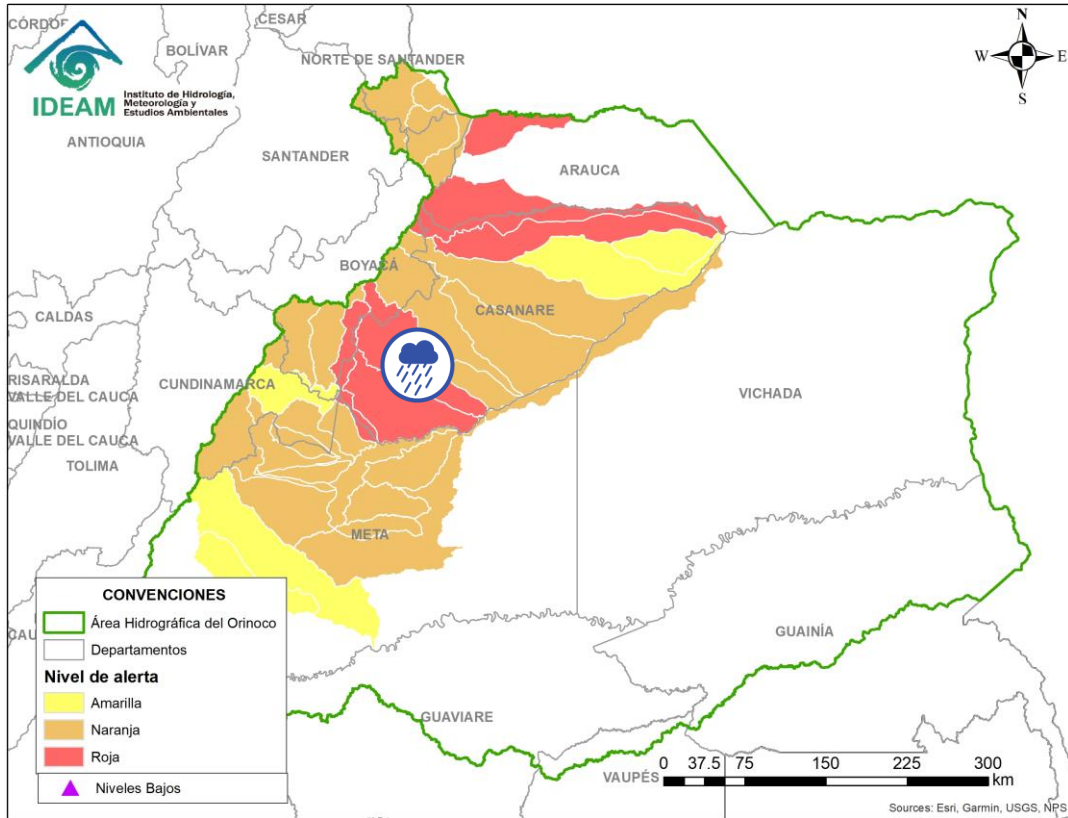 CÓRDO
CESAR
BOLÍVAR
NORTE DE SANTANDER
IDEAM
Instituto de Hidrología,
Meteorología y
Estudios Ambientales
N
W
E
S
ANTIOQUIA
SANTANDER
ARAUCA
BOYACÁ
CASANARE
CALDAS
CUNDINAMARCA
RISARALDA
VALLE DEL CAUCA
VICHADA
QUINDÍO
VALLE DEL CAUCA
TOLIMA
META
CONVENCIONES
Área Hidrográfica del Orinoco
Departamentos
Nivel de alerta
Amarilla
Naranja
Roja
Niveles Bajos
CAU
GUAINÍA
GUAVIARE
VAUPÉS
0 37.5 75 150 225 300
km
Sources: Esri, Garmin, USGS, NPS